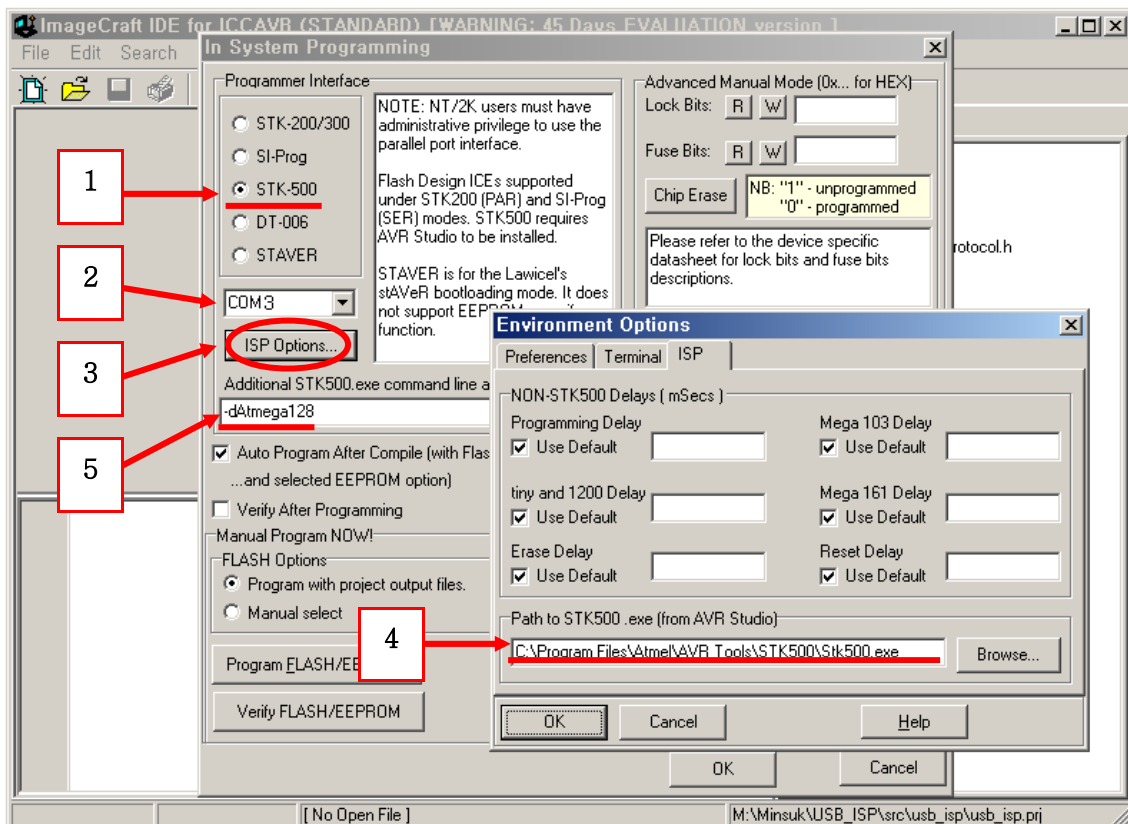 ImageCraft IDE for ICCAVR (STANDARD) [WARNING: 45 Days EVALUATION version ]
File Edit Search
In System Programming
Programmer Interface
STK-200/300
SI-Prog
STK-500
DT-006
STAVER
COM3
ISP Options...
NOTE: NT/2K users must have
administrative privilege to use the
parallel port interface.
Flash Design ICEs supported
under STK200 (PAR) and SI-Prog
(SER) modes. STK500 requires
AVR Studio to be installed.
STAVER is for the Lawicel's
stAVeR bootloading mode. It does
not support EEPROM
function.
Additional STK500.exe command line
-dAtmega128
Auto Program After Compile (with
...and selected EEPROM option)
Verify After Programming
Manual Program NOW!
FLASH Options
Program with project output files.
Manual select
Program FLASH/
Verify FLASH/EEPROM
Advanced Manual Mode (0x... for HEX)
Lock Bits: R W
Fuse Bits: R W
Chip Erase
NB: "1" - unprogrammed
"0" - programmed
Please refer to the device specific
datasheet for lock bits and fuse bits
descriptions.
rotocol.h
Environment Options
Preferences Terminal ISP
NON-STK500 Delays ( mSecs )
Programming Delay
Use Default
Mega 103 Delay
Use Default
tiny and 1200 Delay
Use Default
Mega 161 Delay
Use Default
Erase Delay
Use Default
Reset Delay
Use Default
Path to STK500 .exe (from AVR Studio)
C:\Program Files\Atmel\AVR Tools\STK500\Stk500.exe
Browse...
OK Cancel Help
OK Cancel
[ No Open File ]
M:\Minsuk\USB_ISP\src\usb_isp\usb_isp.prj
1
2
3
5
4